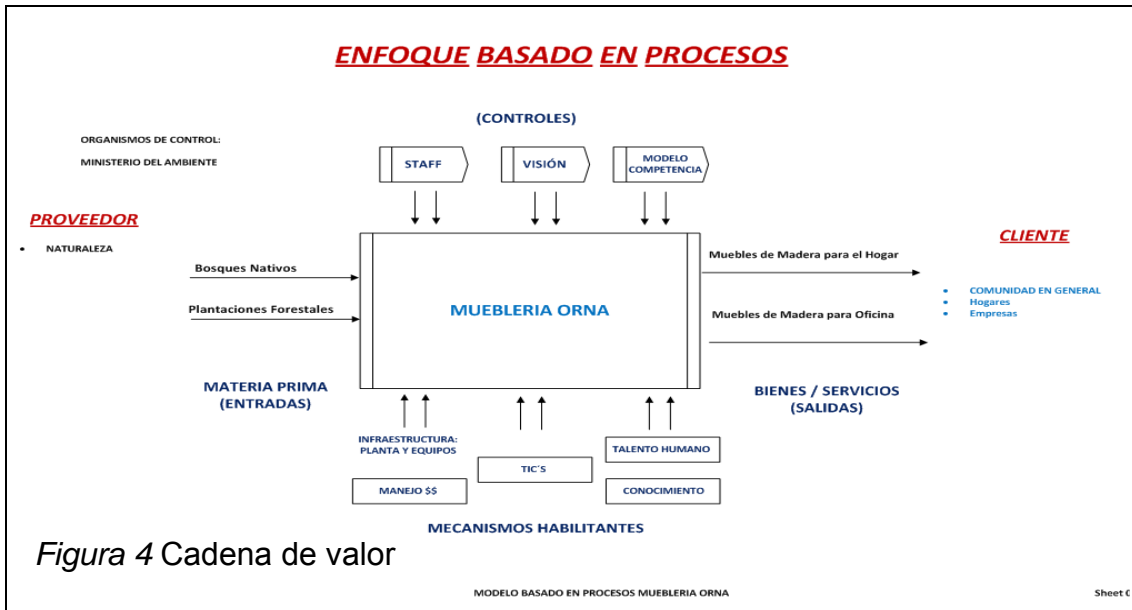 ENFOQUE BASADO EN PROCESOS
(CONTROLES)
ORGANISMOS DE CONTROL:
MINISTERIO DEL AMBIENTE
STAFF
VISIÓN
MODELO
COMPETENCIA
PROVEEDOR
• NATURALEZA
CLIENTE
Bosques Nativos
Plantaciones Forestales
MUEBLERIA ORNA
Muebles de Madera para el Hogar
Muebles de Madera para Oficina
• COMUNIDAD EN GENERAL
• Hogares
• Empresas
MATERIA PRIMA
(ENTRADAS)
BIENES / SERVICIOS
(SALIDAS)
INFRAESTRUCTURA:
PLANTA Y EQUIPOS
MANEJO $$
TIC´S
TALENTO HUMANO
CONOCIMIENTO
MECANISMOS HABILITANTES
Figura 4 Cadena de valor
MODELO BASADO EN PROCESOS MUEBLERIA ORNA
Sheet